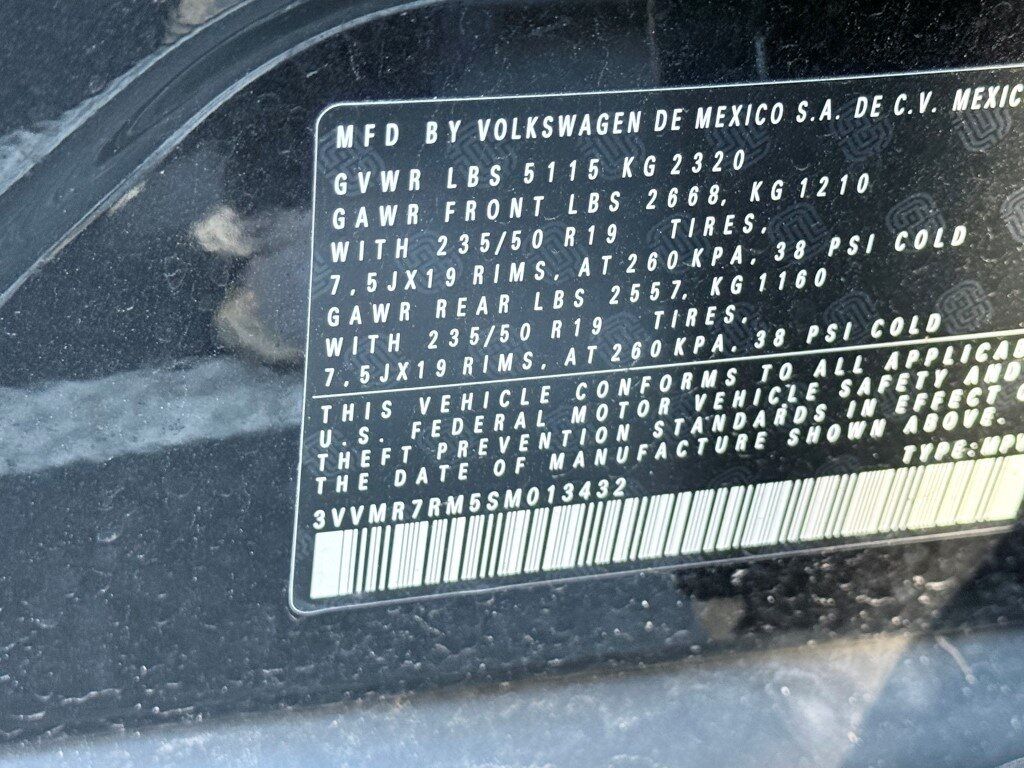 MFD BY VOLKSWAGEN DE MEXICO S.A. DE C.V. MEXIC
GVWR LBS 5115 KG 2320
GAWR FRONT LBS 2668, KG 1210
WITH 235/50 R19 TIRES,
7,5JX19 RIMS, AT 260 KPA, 38 PSI COLD
GAWR REAR LBS 2557, KG 1160
WITH 235/50 R19 TIRES,
7,5JX19 RIMS, AT 260 KPA, 38 PSI COLD
THIS VEHICLE CONFORMS TO ALL APPLICAB
U.S. FEDERAL MOTOR VEHICLE SAFETY AND
THEFT PREVENTION STANDARDS IN EFFECT O
THE DATE OF MANUFACTURE SHOWN ABOVE.
TYPE:MPV
3VVMR7RM5SM013432